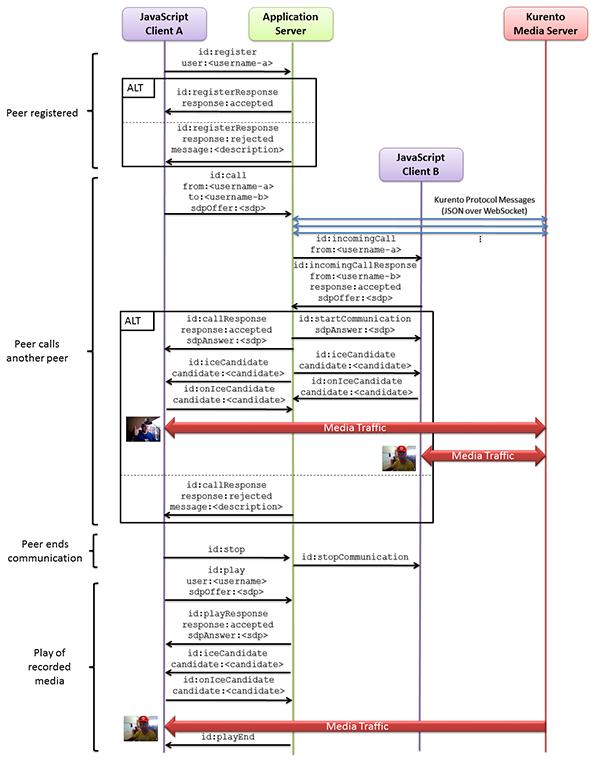 JavaScript
Client A
Application
Server
Kurento
Media Server
Peer registered
id:register
user:<username-a>
ALT
id:registerResponse
response:accepted
id:registerResponse
response:rejected
message:<description>
JavaScript
Client B
Peer calls
another peer
id:call
from:<username-a>
to:<username-b>
sdpOffer:<sdp>
Kurento Protocol Messages
(JSON over WebSocket)
...
id:incomingCall
from:<username-a>
id:incomingCallResponse
from:<username-b>
response:accepted
sdpOffer:<sdp>
ALT
id:callResponse
response:accepted
sdpAnswer:<sdp>
id:startCommunication
sdpAnswer:<sdp>
id:iceCandidate
candidate:<candidate>
id:iceCandidate
candidate:<candidate>
id:onIceCandidate
candidate:<candidate>
id:onIceCandidate
candidate:<candidate>
Media Traffic
Media Traffic
id:callResponse
response:rejected
message:<description>
Peer ends
communication
id:stop
id:stopCommunication
Play of
recorded
media
id:play
user:<username>
sdpOffer:<sdp>
id:playResponse
response:accepted
sdpAnswer:<sdp>
id:iceCandidate
candidate:<candidate>
id:onIceCandidate
candidate:<candidate>
Media Traffic
id:playEnd